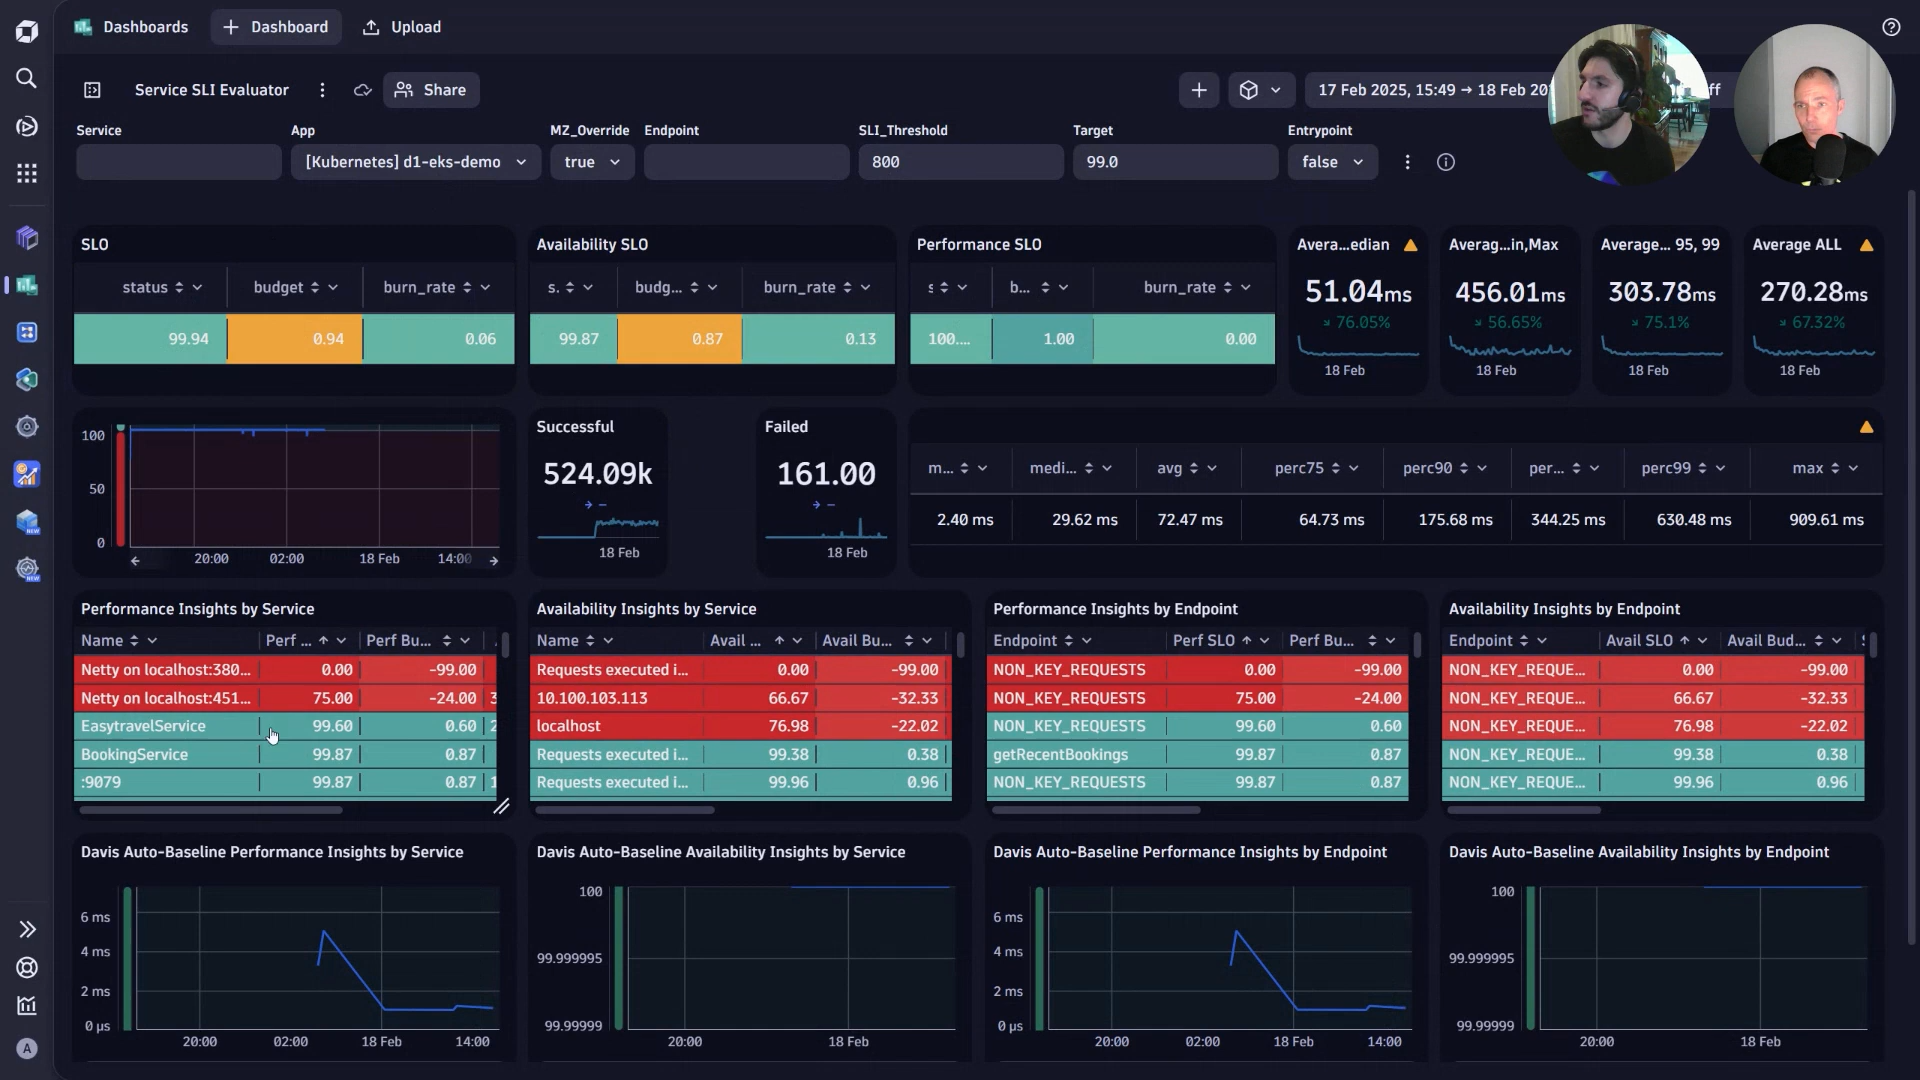 Dashboards
Dashboard
Upload
Service SLI Evaluator
Share
17 Feb 2025, 15:49 → 18 Feb 20
ff
Service
App
MZ_Override
Endpoint
SLI_Threshold
Target
Entrypoint
[Kubernetes] d1-eks-demo
true
800
99.0
false
SLO
status budget burn_rate
99.94 0.94 0.06
Availability SLO
s. budg... burn_rate
99.87 0.87 0.13
Performance SLO
s b... burn_rate
100.... 1.00 0.00
Avera...edian
51.04ms
76.05%
18 Feb
Averag...in,Max
456.01ms
56.65%
18 Feb
Average... 95, 99
303.78ms
75.1%
18 Feb
Average ALL
270.28ms
67.32%
18 Feb
100
50
0
20:00 02:00 18 Feb 14:00
Successful
524.09k
18 Feb
Failed
161.00
18 Feb
m... medi... avg perc75 perc90 per... perc99 max
2.40 ms 29.62 ms 72.47 ms 64.73 ms 175.68 ms 344.25 ms 630.48 ms 909.61 ms
Performance Insights by Service
Name Perf ... Perf Bu...
Netty on localhost:380... 0.00 -99.00
Netty on localhost:451... 75.00 -24.00 3
EasytravelService 99.60 0.60 2
BookingService 99.87 0.87
:9079 99.87 0.87 1
Availability Insights by Service
Name Avail ... Avail Bu...
Requests executed i... 0.00 -99.00
10.100.103.113 66.67 -32.33
localhost 76.98 -22.02
Requests executed i... 99.38 0.38
Requests executed i... 99.96 0.96
Performance Insights by Endpoint
Endpoint Perf SLO Perf Bu...
NON_KEY_REQUESTS 0.00 -99.00
NON_KEY_REQUESTS 75.00 -24.00
NON_KEY_REQUESTS 99.60 0.60
getRecentBookings 99.87 0.87
NON_KEY_REQUESTS 99.87 0.87
Availability Insights by Endpoint
Endpoint Avail SLO Avail Bud...
NON_KEY_REQUE... 0.00 -99.00
NON_KEY_REQUE... 66.67 -32.33
NON_KEY_REQUE... 76.98 -22.02
NON_KEY_REQUE... 99.38 0.38
NON_KEY_REQUE... 99.96 0.96
Davis Auto-Baseline Performance Insights by Service
6 ms
4 ms
2 ms
0 µs
20:00 02:00 18 Feb 14:00
Davis Auto-Baseline Availability Insights by Service
100
99.999995
99.99999
20:00 18 Feb
Davis Auto-Baseline Performance Insights by Endpoint
6 ms
4 ms
2 ms
0 µs
20:00 02:00 18 Feb 14:00
Davis Auto-Baseline Availability Insights by Endpoint
100
99.999995
99.99999
20:00 18 Feb
NEW
NEW
A